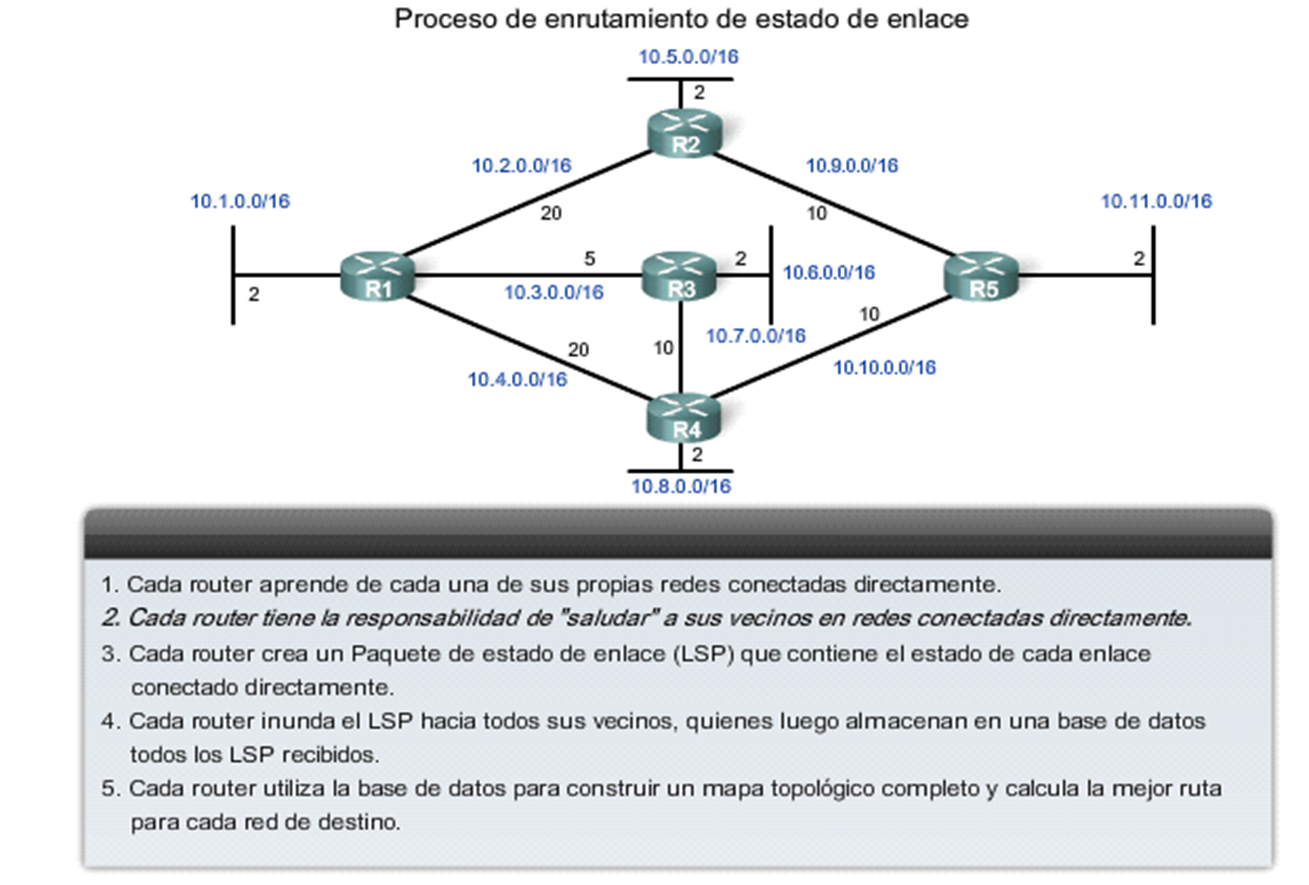 Proceso de enrutamiento de estado de enlace
10.5.0.0/16
2
R2
10.2.0.0/16
10.9.0.0/16
10.1.0.0/16
10.11.0.0/16
20
10
5
2
2
10.6.0.0/16
R1
R3
R5
2
10.3.0.0/16
10
10.7.0.0/16
20
10
10.10.0.0/16
10.4.0.0/16
R4
2
10.8.0.0/16
1. Cada router aprende de cada una de sus propias redes conectadas directamente.
2. Cada router tiene la responsabilidad de "saludar" a sus vecinos en redes conectadas directamente.
3. Cada router crea un Paquete de estado de enlace (LSP) que contiene el estado de cada enlace
conectado directamente.
4. Cada router inunda el LSP hacia todos sus vecinos, quienes luego almacenan en una base de datos
todos los LSP recibidos.
5. Cada router utiliza la base de datos para construir un mapa topológico completo y calcula la mejor ruta
para cada red de destino.